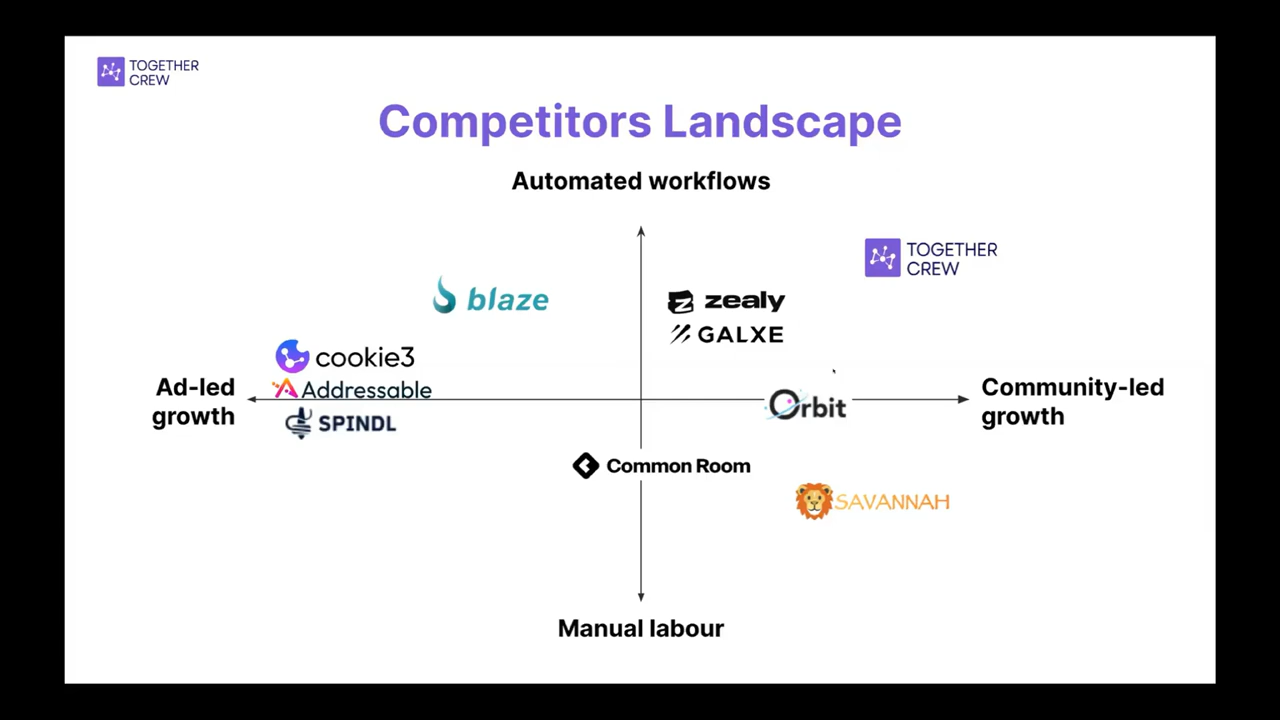 TOGETHER
CREW
Competitors Landscape
Automated workflows
TOGETHER
CREW
blaze
zealy
GALXE
cookie3
Addressable
SPINDL
Ad-led
growth
Orbit
Community-led
growth
Common Room
SAVANNAH
Manual labour